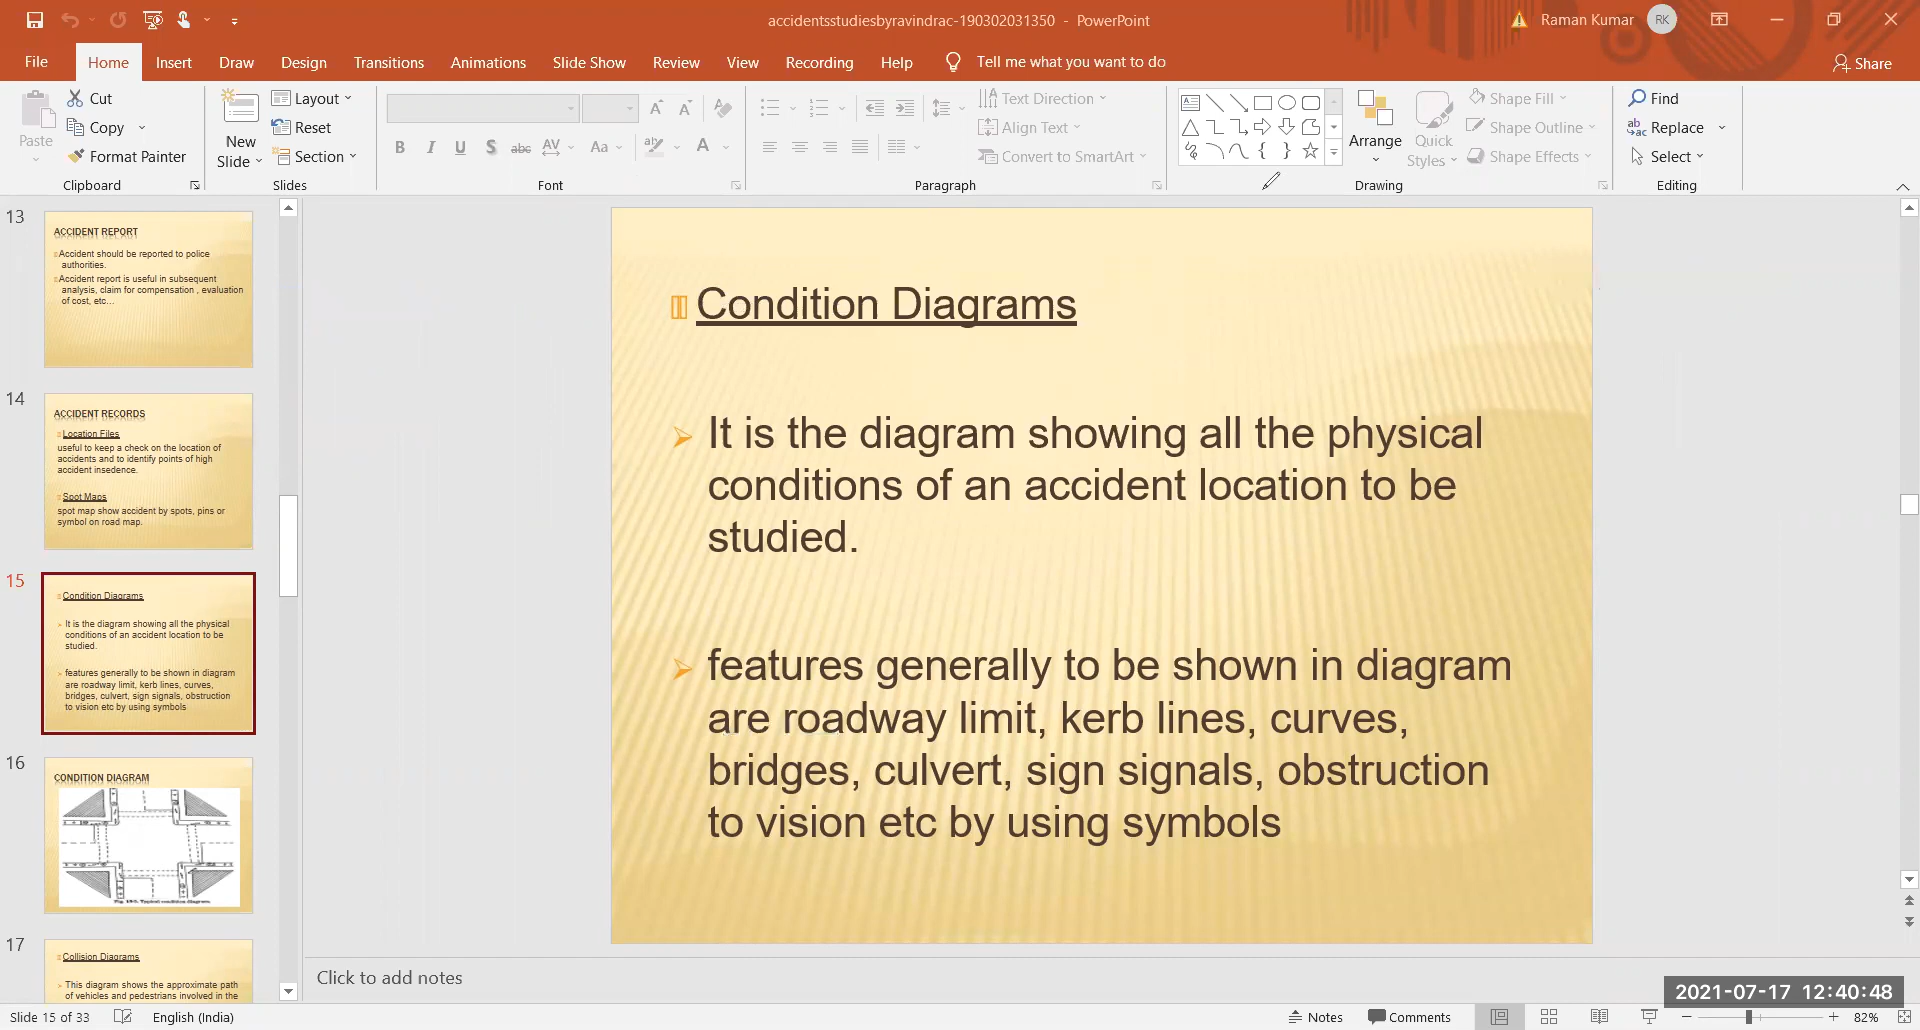 accidentsstudiesbyravindrac-190302031350 - PowerPoint
Raman Kumar
RK
File
Home
Insert
Draw
Design
Transitions
Animations
Slide Show
Review
View
Recording
Help
Tell me what you want to do
Share
Paste
Cut
Copy
Format Painter
Clipboard
New
Slide
Layout
Reset
Section
Slides
Font
Text Direction
Align Text
Convert to SmartArt
Paragraph
Arrange
Quick
Styles
Shape Fill
Shape Outline
Shape Effects
Drawing
Find
Replace
Select
Editing
13
ACCIDENT REPORT
Accident should be reported to police
authorities.
Accident report is useful in subsequent
analysis, claim for compensation , evaluation
of cost, etc...
14
ACCIDENT RECORDS
Location Files
useful to keep a check on the location of
accidents and to identify points of high
accident insedence.
Spot Maps
spot map show accident by spots, pins or
symbol on road map.
15
Condition Diagrams
It is the diagram showing all the physical
conditions of an accident location to be
studied.
features generally to be shown in diagram
are roadway limit, kerb lines, curves,
bridges, culvert, sign signals, obstruction
to vision etc by using symbols
16
CONDITION DIAGRAM
Typical condition diagram.
17
Collision Diagrams
This diagram shows the approximate path
of vehicles and pedestrians involved in the
Condition Diagrams
It is the diagram showing all the physical
conditions of an accident location to be
studied.
features generally to be shown in diagram
are roadway limit, kerb lines, curves,
bridges, culvert, sign signals, obstruction
to vision etc by using symbols
Click to add notes
2021-07-17 12:40:48
Slide 15 of 33
English (India)
Notes
Comments
82%